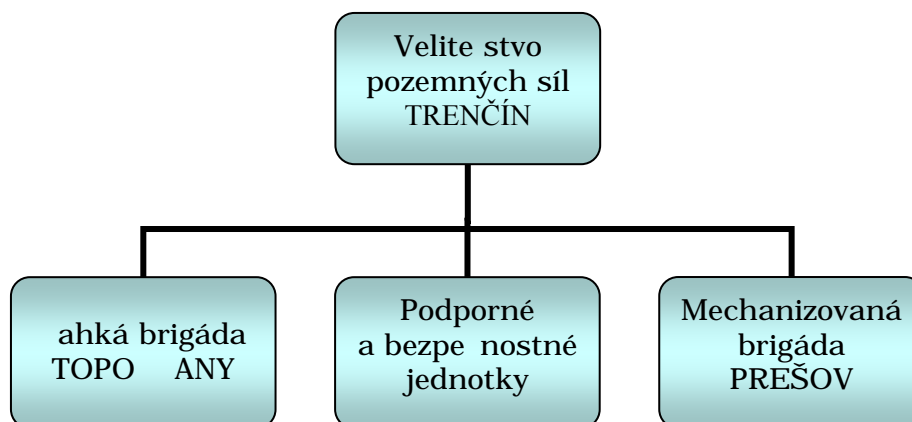 Velite stvo
pozemných síl
TRENČÍN
ahká brigáda
TOPO ANY
Podporné
a bezpe nostné
jednotky
Mechanizovaná
brigáda
PREŠOV